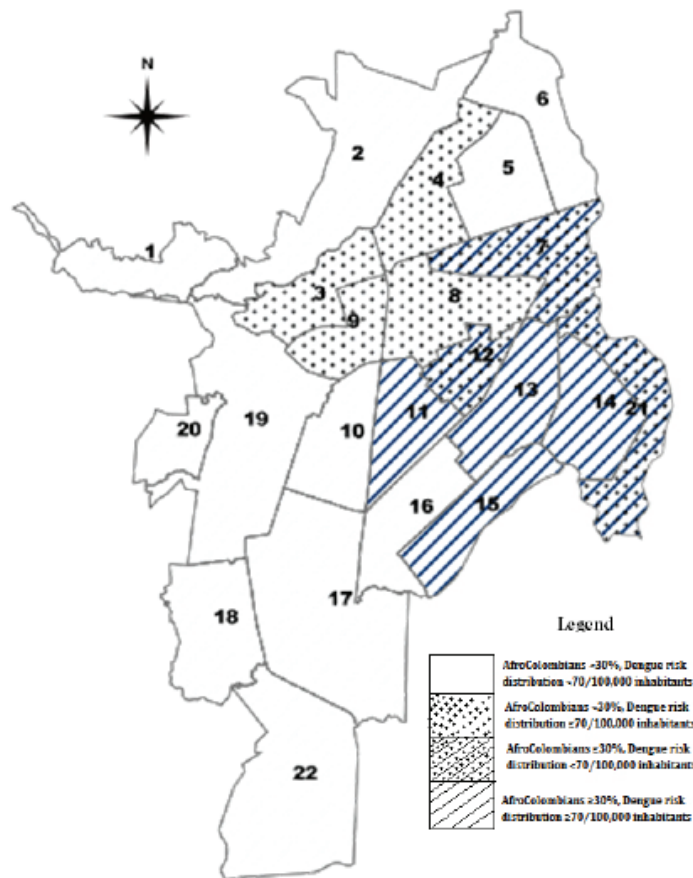 N
6
2
5
4
7
1
3
8
9
12
13
14
21
11
19
20
10
15
16
17
18
Legend
AfroColombians <30%, Dengue risk
distribution <70/100,000 inhabitants
AfroColombians <30%, Dengue risk
distribution ≥70/100,000 inhabitants
AfroColombians ≥30%, Dengue risk
distribution <70/100,000 inhabitants
AfroColombians ≥30%, Dengue risk
distribution ≥70/100,000 inhabitants
22